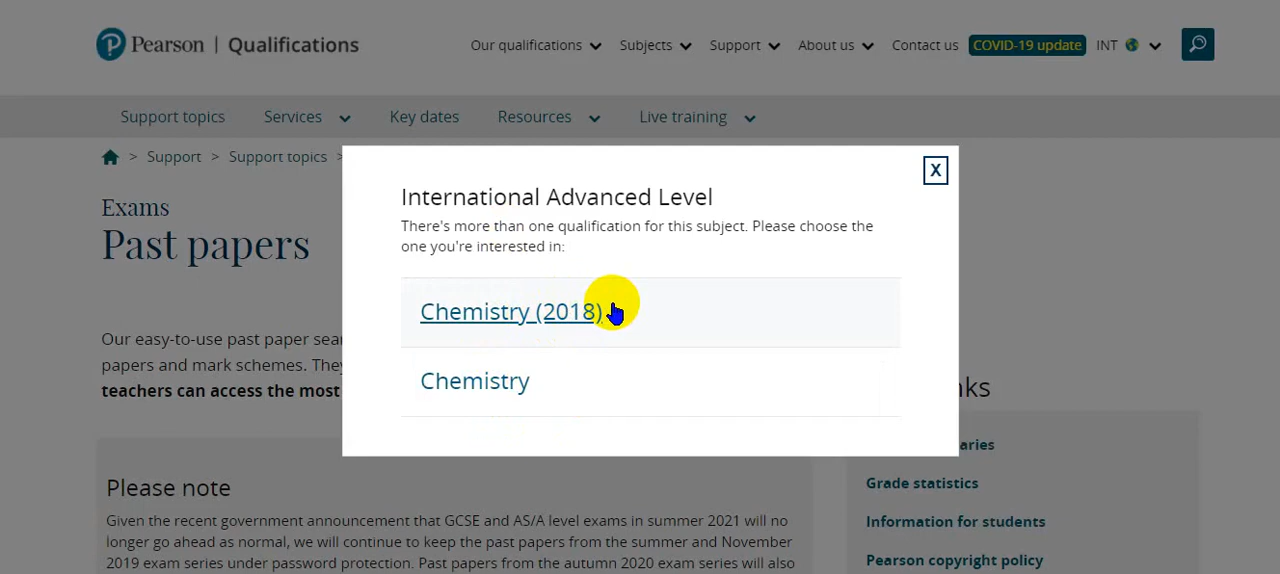 Pearson | Qualifications
Our qualifications Subjects Support About us Contact us COVID-19 update INT
Support topics Services Key dates Resources Live training
> Support > Support topics >
Exams
Past papers
X
International Advanced Level
There's more than one qualification for this subject. Please choose the
one you're interested in:
Chemistry (2018)
Chemistry
Our easy-to-use past paper
papers and mark schemes.
teachers can access the most
Please note
Given the recent government announcement that GCSE and AS/A level exams in summer 2021 will no
longer go ahead as normal, we will continue to keep the past papers from the summer and November
2019 exam series under password protection. Past papers from the autumn 2020 exam series will also
Grade statistics
Information for students
Pearson copyright policy